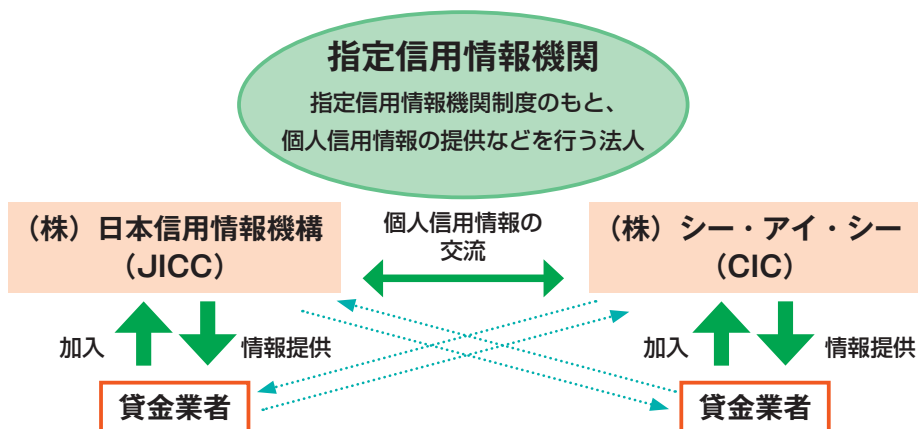 指定信用情報機関
指定信用情報機関制度のもと、
個人信用情報の提供などを行う法人
（株）日本信用情報機構
（JICC）
個人信用情報の
交流
（株）シー・アイ・シー
（CIC）
加入
情報提供
加入
情報提供
貸金業者
貸金業者